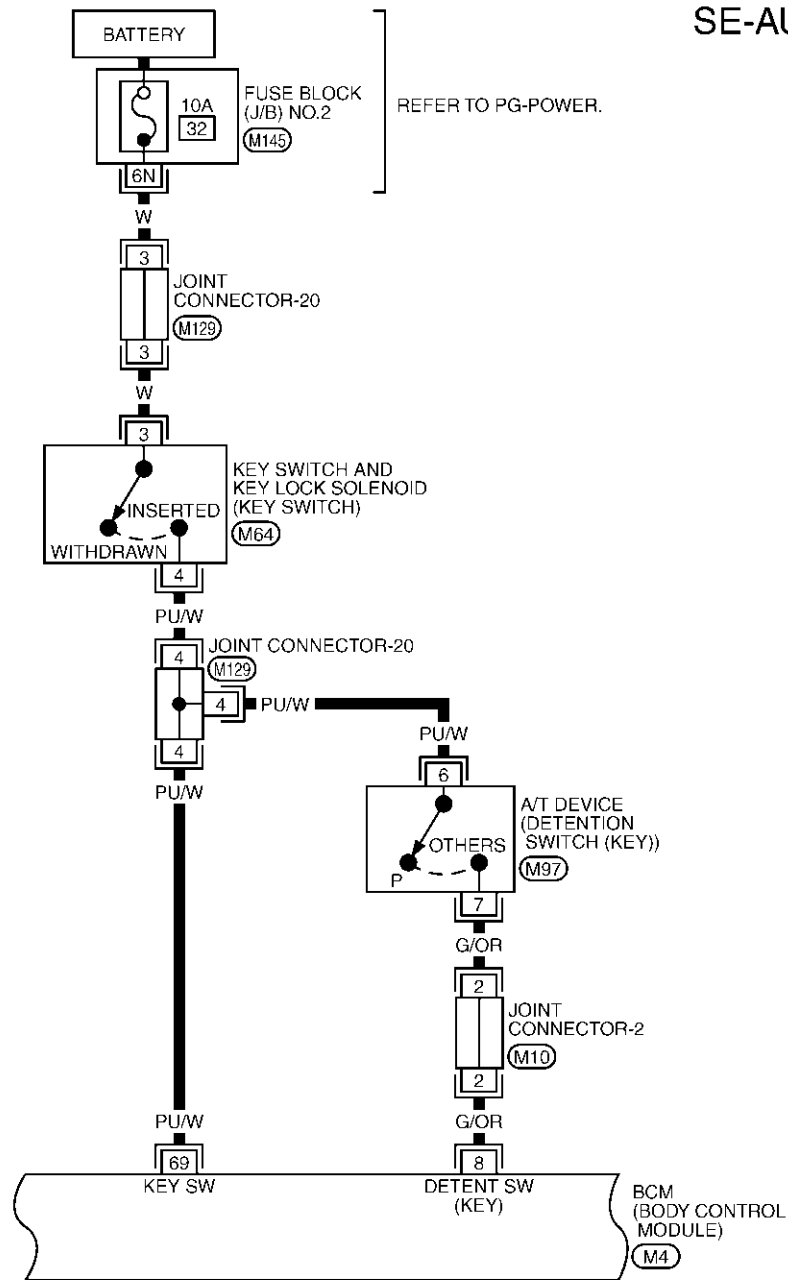 SE-AU
BATTERY
10A
32
FUSE BLOCK
(J/B) NO.2
M145
REFER TO PG-POWER.
6N
W
3
JOINT
CONNECTOR-20
M129
3
W
3
KEY SWITCH AND
KEY LOCK SOLENOID
(KEY SWITCH)
M64
INSERTED
WITHDRAWN
4
PU/W
JOINT CONNECTOR-20
M129
4
4
PU/W
4
PU/W
PU/W
6
A/T DEVICE
(DETENTION
SWITCH (KEY))
M97
OTHERS
P
7
G/OR
2
JOINT
CONNECTOR-2
M10
2
PU/W
G/OR
69
8
KEY SW
DETENT SW
(KEY)
BCM
(BODY CONTROL
MODULE)
M4